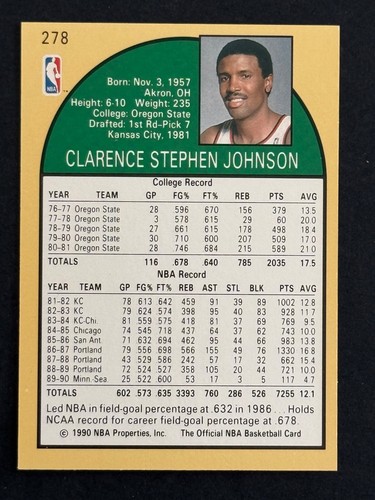 278
NBA
Born: Nov. 3, 1957
Akron, OH
Height: 6-10 Weight: 235
College: Oregon State
Drafted: 1st Rd-Pick 7
Kansas City, 1981
CLARENCE STEPHEN JOHNSON
College Record
YEAR TEAM GP FG% FT% REB PTS AVG
76-77 Oregon State 28 .596 .670 156 379 13.5
77-78 Oregon State 3 .578 .615 29 60 20.0
78-79 Oregon State 27 .661 .615 178 498 18.4
79-80 Oregon State 30 .710 .600 207 509 17.0
80-81 Oregon State 28 .746 .684 215 589 21.0
TOTALS 116 .678 .640 785 2035 17.5
NBA Record
YEAR TEAM GP FG% FT% REB AST STL BLK PTS AVG
81-82 KC 78 .613 .642 459 91 39 89 1002 12.8
82-83 KC 79 .624 .574 398 95 40 83 928 11.7
83-84 KC-Chi 81 .559 .575 418 81 37 69 769 9.5
84-85 Chicago 74 .545 .718 437 64 37 62 743 10.0
85-86 San Ant 71 .632 .694 462 95 44 66 983 13.8
86-87 Portland 79 .556 .698 566 155 49 76 1330 16.8
87-88 Portland 43 .529 .586 242 57 17 32 662 15.4
88-89 Portland 72 .524 .527 358 105 20 44 721 10.0
89-90 Minn-Sea 25 .522 .600 53 17 3 5 117 4.7
TOTALS 602 .573 .635 3393 760 286 526 7255 12.1
Led NBA in field-goal percentage at .632 in 1986 . . . Holds
NCAA record for career field-goal percentage at .678.
© 1990 NBA Properties, Inc. The Official NBA Basketball Card